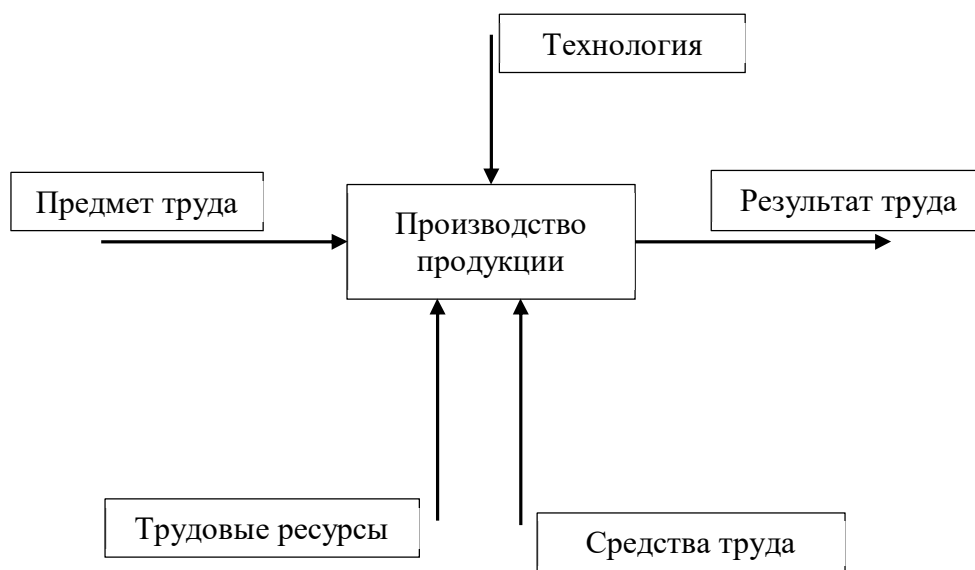 Технология
Предмет труда
Результат труда
Производство
продукции
Трудовые ресурсы
Средства труда